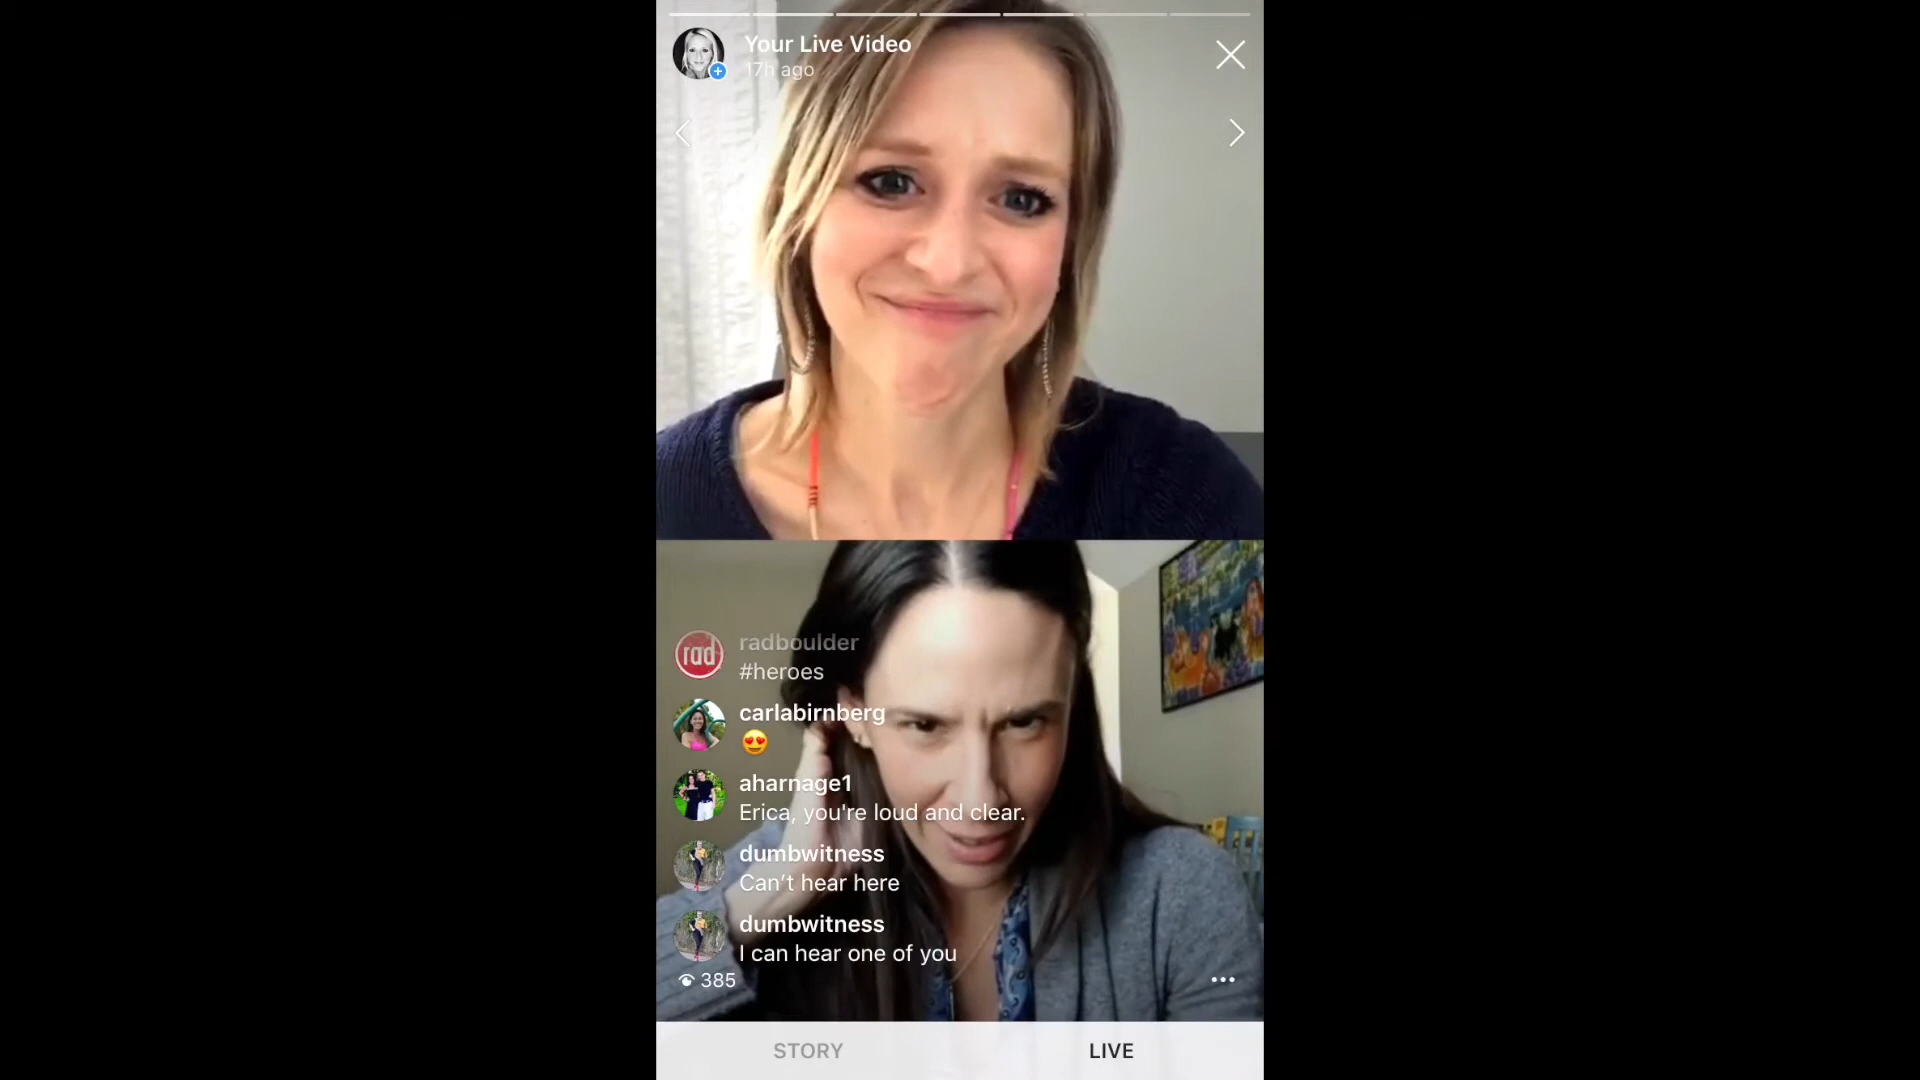 Your Live Video
17h ago
rad
radboulder
#heroes
carlabirnberg
😍
aharnage1
Erica, you're loud and clear.
dumbwitness
Can’t hear here
dumbwitness
I can hear one of you
385
STORY
LIVE